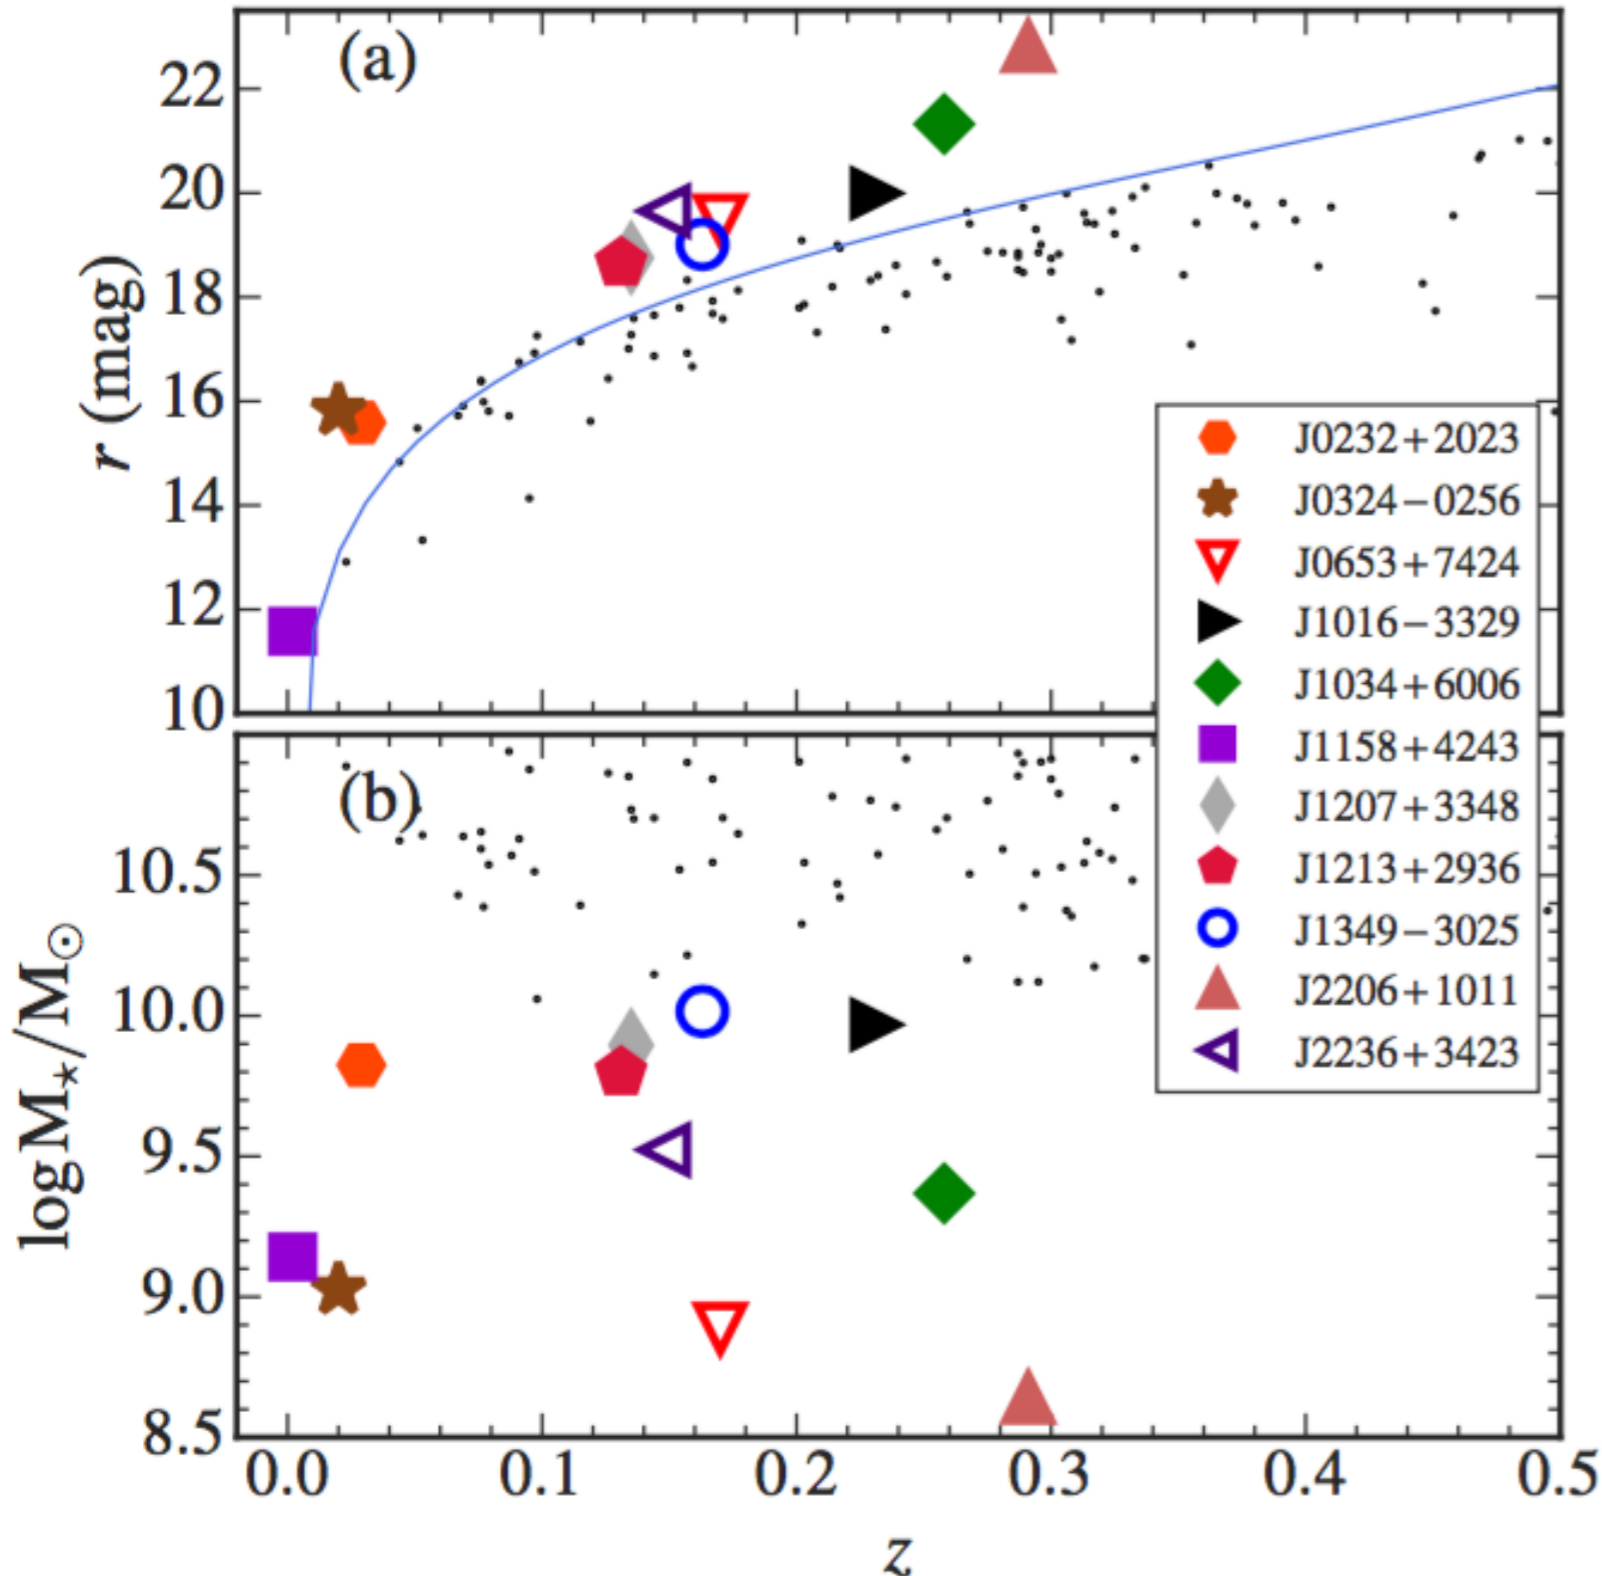 (a)
22
20
18
16
14
12
10
r (mag)
J0232+2023
J0324−0256
J0653+7424
J1016−3329
J1034+6006
J1158+4243
J1207+3348
J1213+2936
J1349−3025
J2206+1011
J2236+3423
(b)
10.5
10.0
9.5
9.0
8.5
log M⋆/M⊙
0.0 0.1 0.2 0.3 0.4 0.5
z